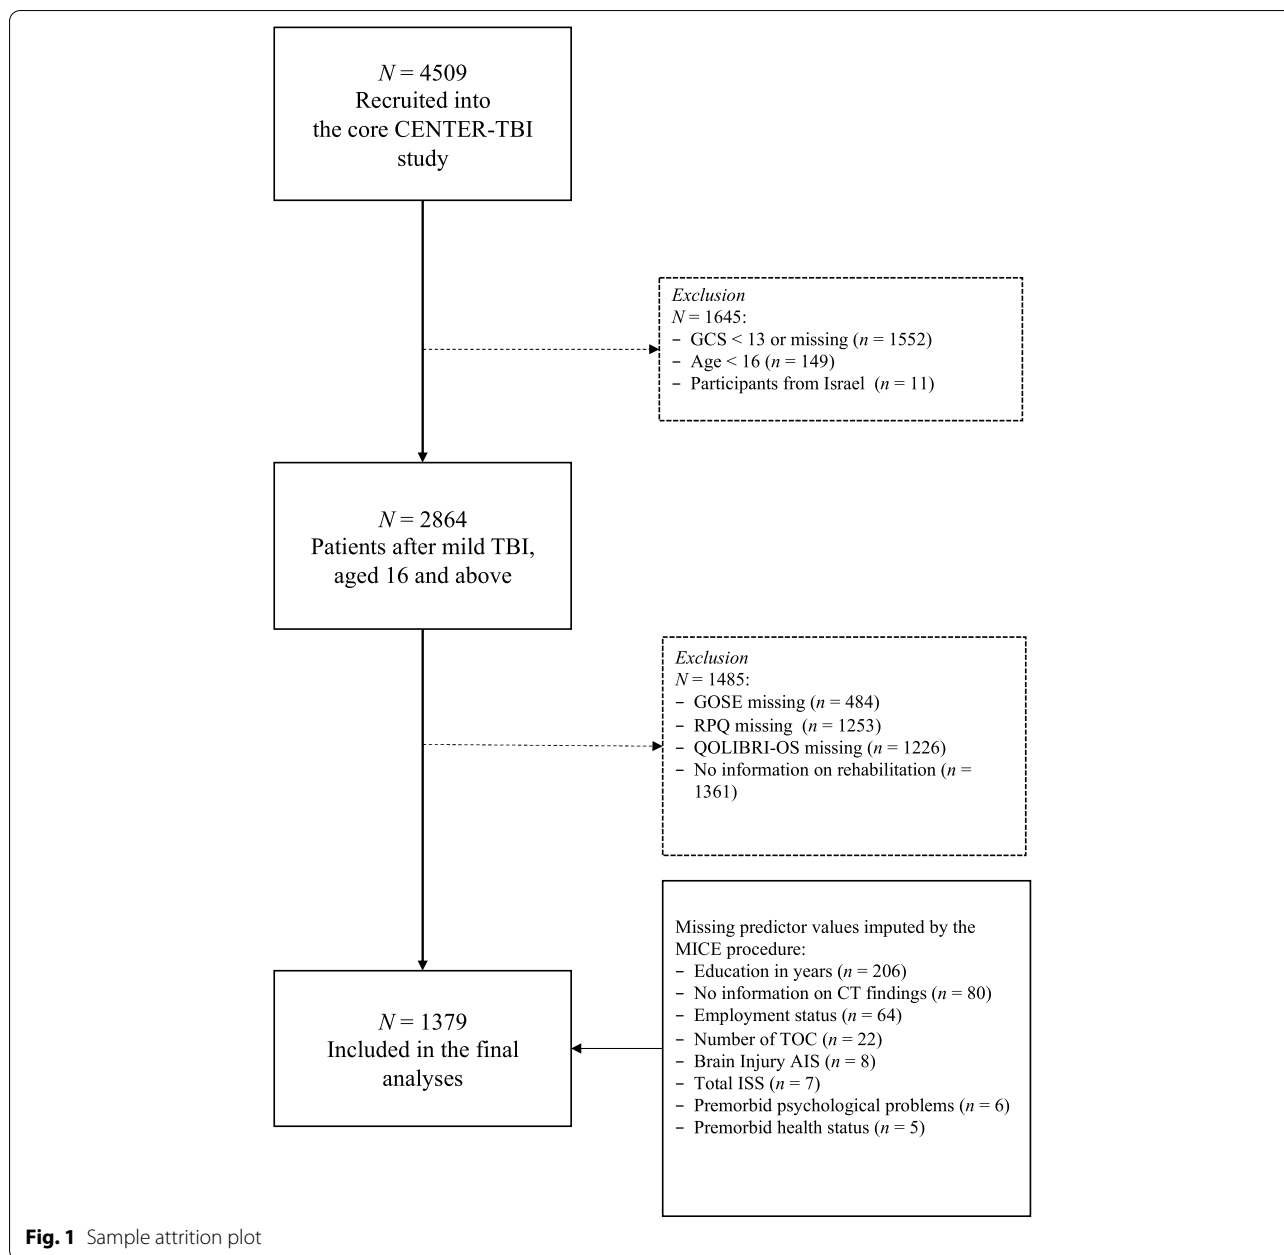 N = 4509
Recruited into
the core CENTER-TBI
study
Exclusion
N = 1645:
– GCS < 13 or missing (n = 1552)
– Age < 16 (n = 149)
– Participants from Israel (n = 11)
N = 2864
Patients after mild TBI,
aged 16 and above
Exclusion
N = 1485:
– GOSE missing (n = 484)
– RPQ missing (n = 1253)
– QOLIBRI-OS missing (n = 1226)
– No information on rehabilitation (n =
1361)
Missing predictor values imputed by the
MICE procedure:
– Education in years (n = 206)
– No information on CT findings (n = 80)
– Employment status (n = 64)
– Number of TOC (n = 22)
– Brain Injury AIS (n = 8)
– Total ISS (n = 7)
– Premorbid psychological problems (n = 6)
– Premorbid health status (n = 5)
N = 1379
Included in the final
analyses
Fig. 1 Sample attrition plot